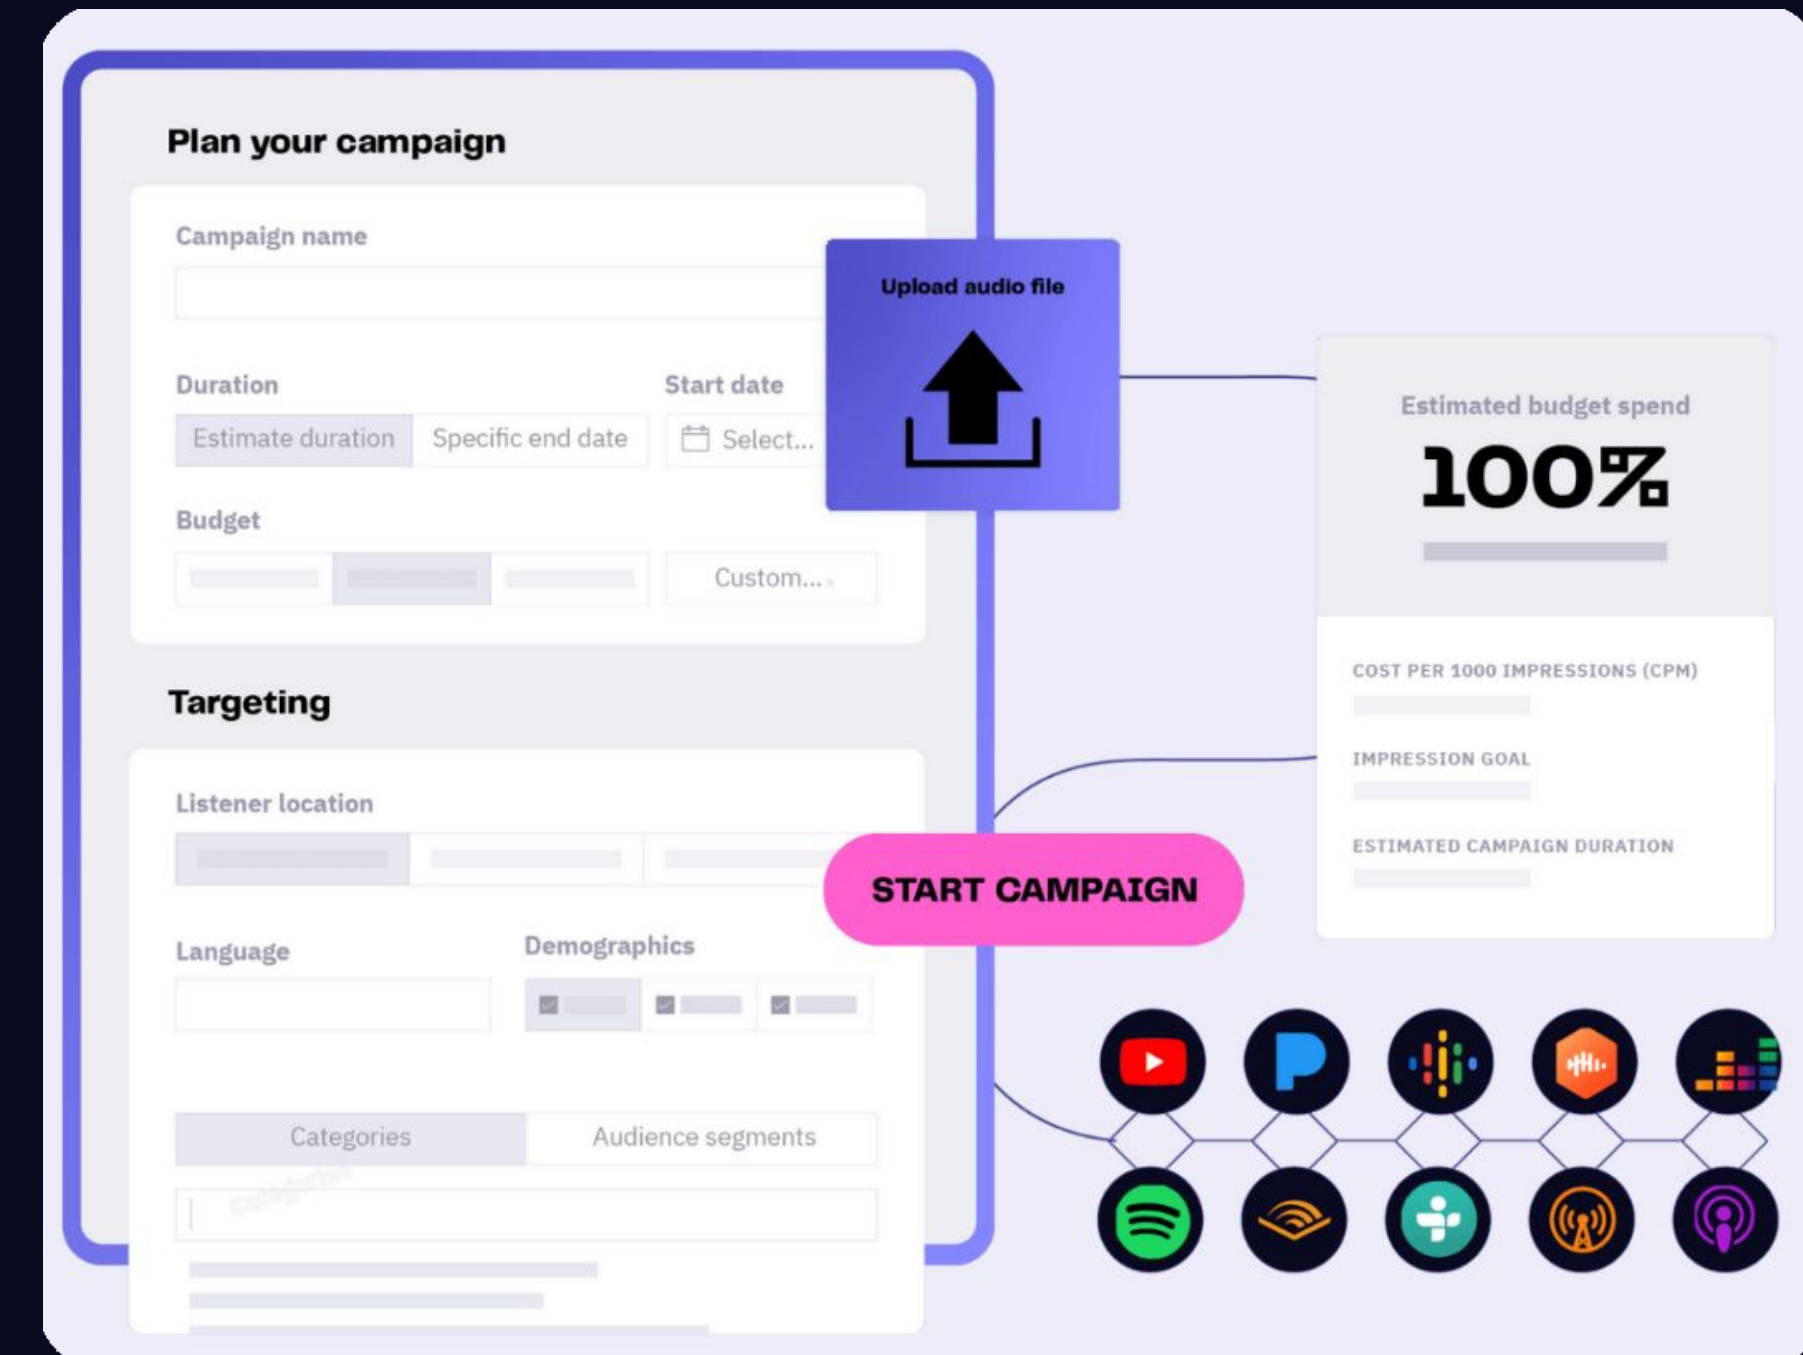 Plan your campaign
Campaign name
Upload audio file
Duration
Start date
Estimate duration
Specific end date
Select...
Budget
Custom...
Estimated budget spend
100%
COST PER 1000 IMPRESSIONS (CPM)
IMPRESSION GOAL
ESTIMATED CAMPAIGN DURATION
Targeting
Listener location
START CAMPAIGN
Language
Demographics
Categories
Audience segments
Categories